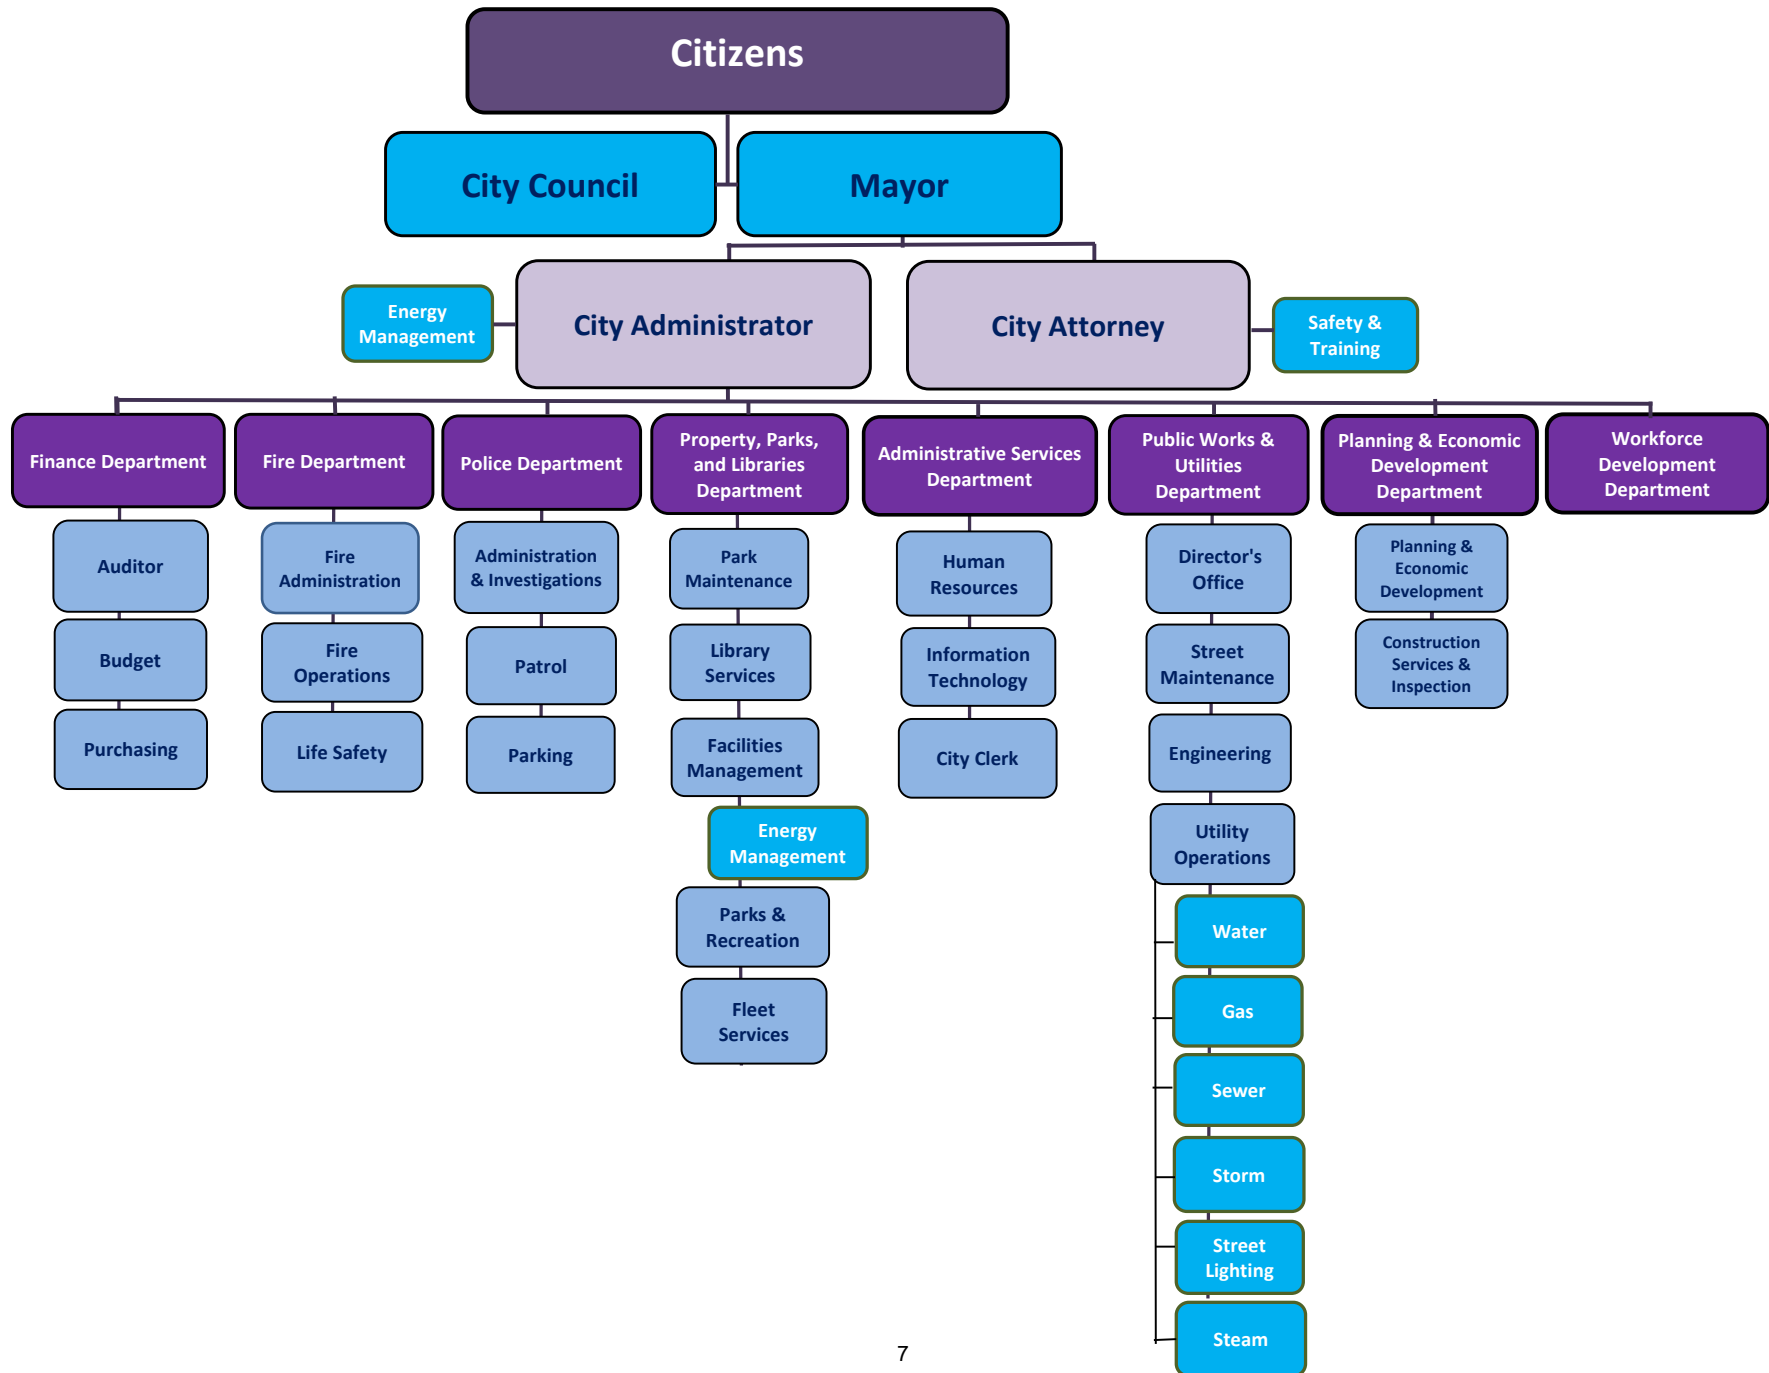 Citizens
City Council
Mayor
Energy
Management
City Administrator
City Attorney
Safety &
Training
Finance Department
Fire Department
Police Department
Property, Parks,
and Libraries
Department
Administrative Services
Department
Public Works &
Utilities
Department
Planning & Economic
Development
Department
Workforce
Development
Department
Auditor
Budget
Purchasing
Fire
Administration
Fire
Operations
Life Safety
Administration
& Investigations
Patrol
Parking
Park
Maintenance
Library
Services
Facilities
Management
Energy
Management
Parks &
Recreation
Fleet
Services
Human
Resources
Information
Technology
City Clerk
Director's
Office
Street
Maintenance
Engineering
Utility
Operations
Water
Gas
Sewer
Storm
Street
Lighting
Steam
Planning &
Economic
Development
Construction
Services &
Inspection
7